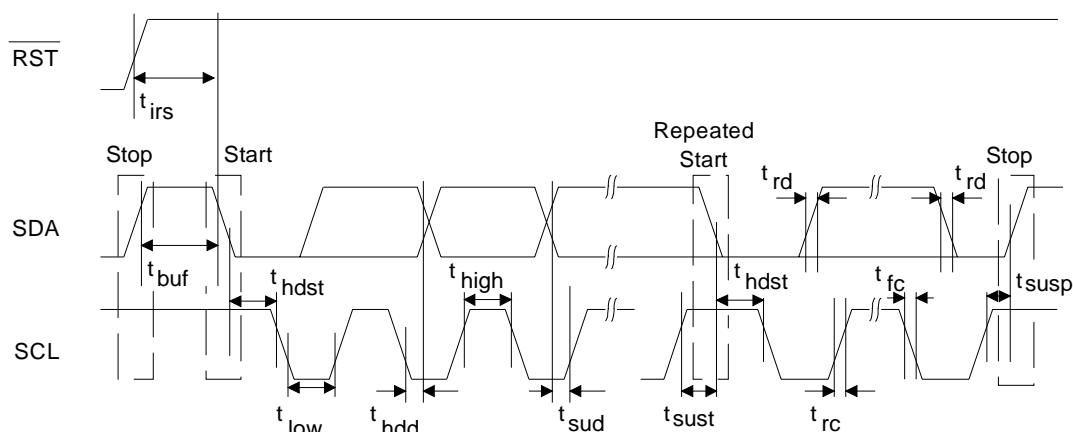 RST
t irs
Repeated
Stop Start Start Stop
t rd t rd
SDA
t buf t hdst t high t hdst t fc t susp
SCL
t low t hdd t sud t sust t rc